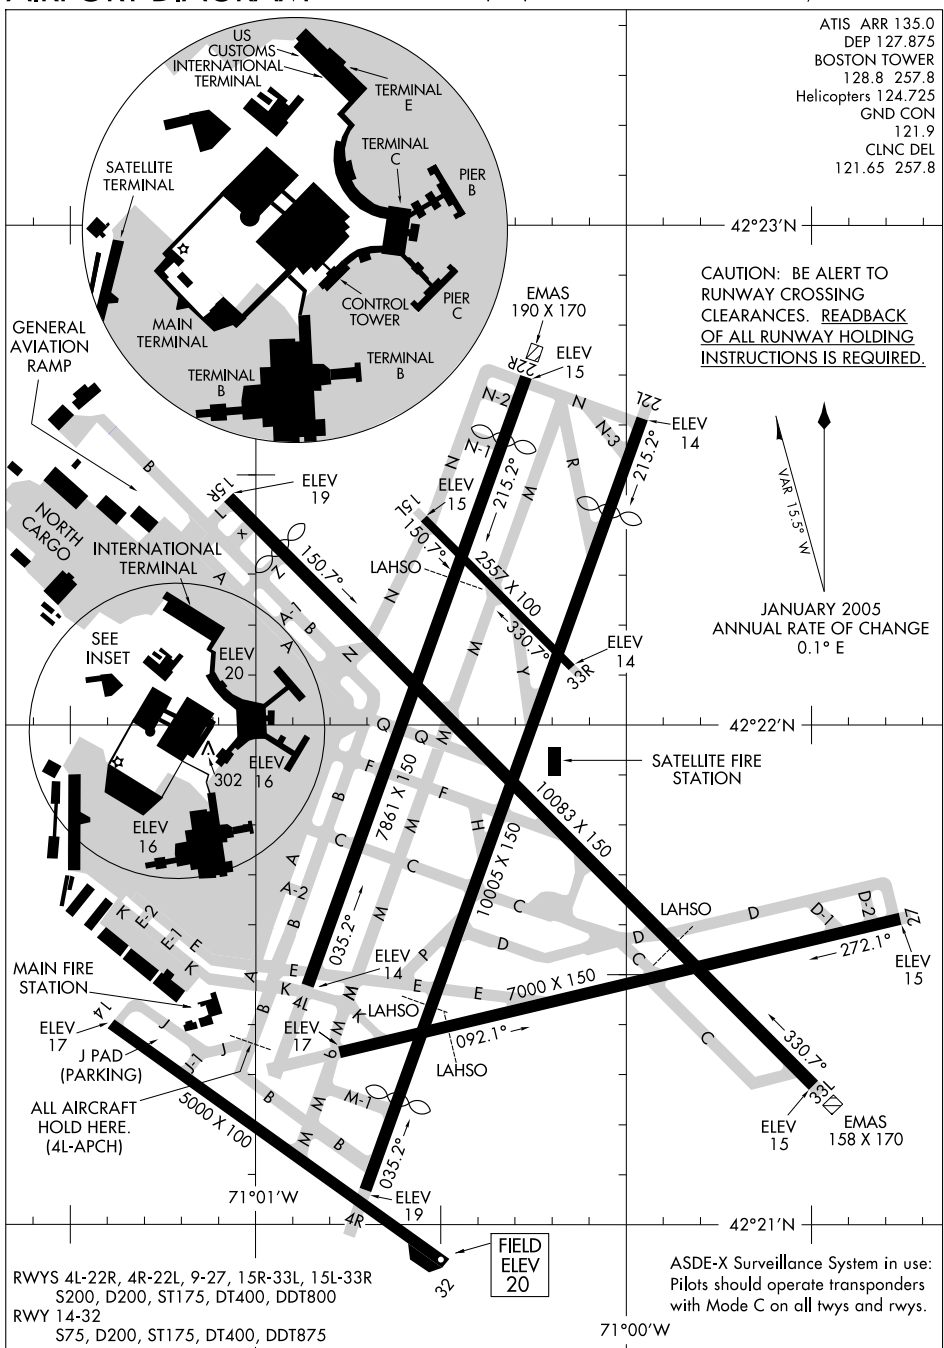 ATIS ARR 135.0
DEP 127.875
BOSTON TOWER
128.8 257.8
Helicopters 124.725
GND CON
121.9
CLNC DEL
121.65 257.8
US
CUSTOMS
INTERNATIONAL
TERMINAL
TERMINAL
E
TERMINAL
C
PIER
B
SATELLITE
TERMINAL
MAIN
TERMINAL
CONTROL
TOWER
PIER
C
TERMINAL
B
TERMINAL
B
42°23'N
CAUTION: BE ALERT TO
RUNWAY CROSSING
CLEARANCES. READBACK
OF ALL RUNWAY HOLDING
INSTRUCTIONS IS REQUIRED.
EMAS
190 X 170
GENERAL
AVIATION
RAMP
22R
ELEV
15
N-2
N
N-3
22L
ELEV
14
Z
N-1
N
M
R
215.2°
215.2°
VAR 15.5° W
B
15R
ELEV
19
L
X
NORTH
CARGO
INTERNATIONAL
TERMINAL
A
N
150.7°
ELEV
15
15L
150.7°
LAHSO
2557 X 100
330.7°
33R
ELEV
14
JANUARY 2005
ANNUAL RATE OF CHANGE
0.1° E
A-1
B
A
N
N
M
Y
SEE
INSET
ELEV
20
302
ELEV
16
ELEV
16
42°22'N
Q
Q
M
F
F
B
C
M
H
C
C
7861 X 150
10005 X 150
10083 X 150
SATELLITE FIRE
STATION
A
A-2
B
M
P
D
D
LAHSO
D
D-1
D-2
27
272.1°
ELEV
15
K
E-2
E-1
E
K
A
B
E
K
4L
035.2°
ELEV
14
M
M
K
E
E
7000 X 150
C
C
MAIN FIRE
STATION
14
ELEV
17
J
J
J-1
J PAD
(PARKING)
ELEV
17
9
LAHSO
092.1°
LAHSO
330.7°
33L
ELEV
15
EMAS
158 X 170
ALL AIRCRAFT
HOLD HERE.
(4L-APCH)
5000 X 100
B
B
M
M
M-1
035.2°
71°01'W
4R
ELEV
19
42°21'N
32
FIELD
ELEV
20
RWYS 4L-22R, 4R-22L, 9-27, 15R-33L, 15L-33R
S200, D200, ST175, DT400, DDT800
RWY 14-32
S75, D200, ST175, DT400, DDT875
ASDE-X Surveillance System in use:
Pilots should operate transponders
with Mode C on all twys and rwys.
71°00'W